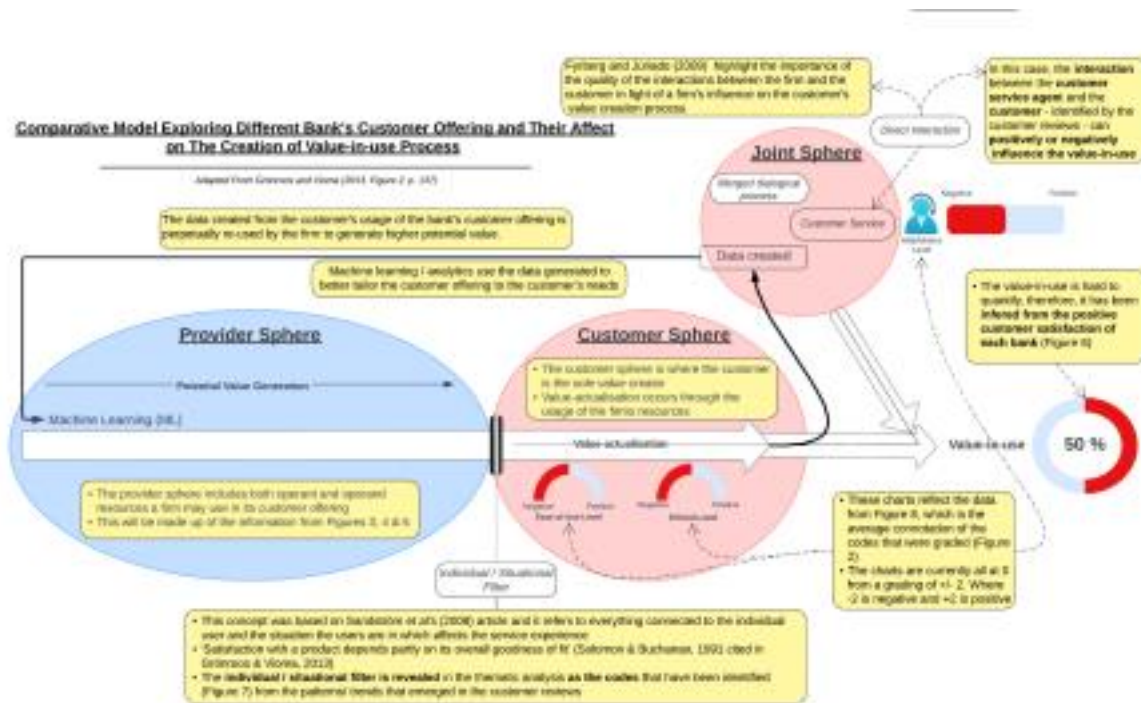 Fyrberg and Juriado (2009) highlight the importance of
the quality of the interactions between the firm and the
customer in light of a firm's influence on the customer's
value creation process.
In this case, the interaction
between the customer
service agent and the
customer - identified by the
customer reviews - can
positively or negatively
influence the value-in-use
Direct Interaction
Comparative Model Exploring Different Bank's Customer Offering and Their Affect
on The Creation of Value-in-use Process
Adapted From Grönroos and Voima (2013, Figure 2 p.
Joint Sphere
Merged dialogical
process
Customer Service
Data created
Negative
Positive
Level
The data created from the customer's usage of the bank's customer offering is
perpetually re-used by the firm to generate higher potential value.
Machine learning / analytics use the data generated to
better tailor the customer offering to the customer's needs
• The value-in-use is hard to
quantify, therefore, it has been
infered from the positive
customer satisfaction of
each bank (Figure 6)
Provider Sphere
Customer Sphere
• The customer sphere is where the customer
is the sole value creator
• Value-actualisation occurs through the
usage of the firms resources
Potential Value Generation
Machine Learning (ML)
Value-actualisation
Value-in-use
50 %
Negative
Positive
Negative
Positive
• The provider sphere includes both operant and operand
resources a firm may use in its customer offering
• This will be made up of the information from Figures 3, 4 & 5
• These charts reflect the data
from Figure 8, which is the
average connotation of the
codes that were graded (Figure
2).
• The charts are currently all at 0
from a grading of +/- 2. Where
-2 is negative and +2 is positive
Individual / Situational
Filter
• This concept was based on Sandström et al's (2008) article and it refers to everything connected to the individual
user and the situation the users are in which affects the service experience
• 'Satisfaction with a product depends partly on its overall goodness of fit' (Solomon & Buchanan, 1991 cited in
Grönroos & Voima, 2013)
• The individual / situational filter is revealed in the thematic analysis as the codes that have been identified
(Figure 7) from the patterns/ trends that emerged in the customer reviews